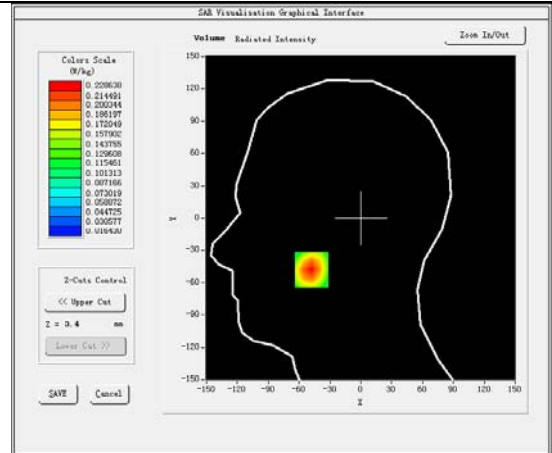 SAR Visualisation Graphical Interface
Volume Radiated Intensity
Zoom In/Out
Colors Scale
(W/kg)
0.228638
0.214491
0.200344
0.186197
0.172049
0.157902
0.143755
0.129608
0.115461
0.101313
0.087166
0.073019
0.058872
0.044725
0.030577
0.016430
Z-Cuts Control
<< Upper Cut
Z = 3.4 mm
Lower Cut >>
SAVE
Cancel
150
120
90
60
30
0
-30
-60
-90
-120
-150
Y
-150 -120 -90 -60 -30 0 30 60 90 120 150
X